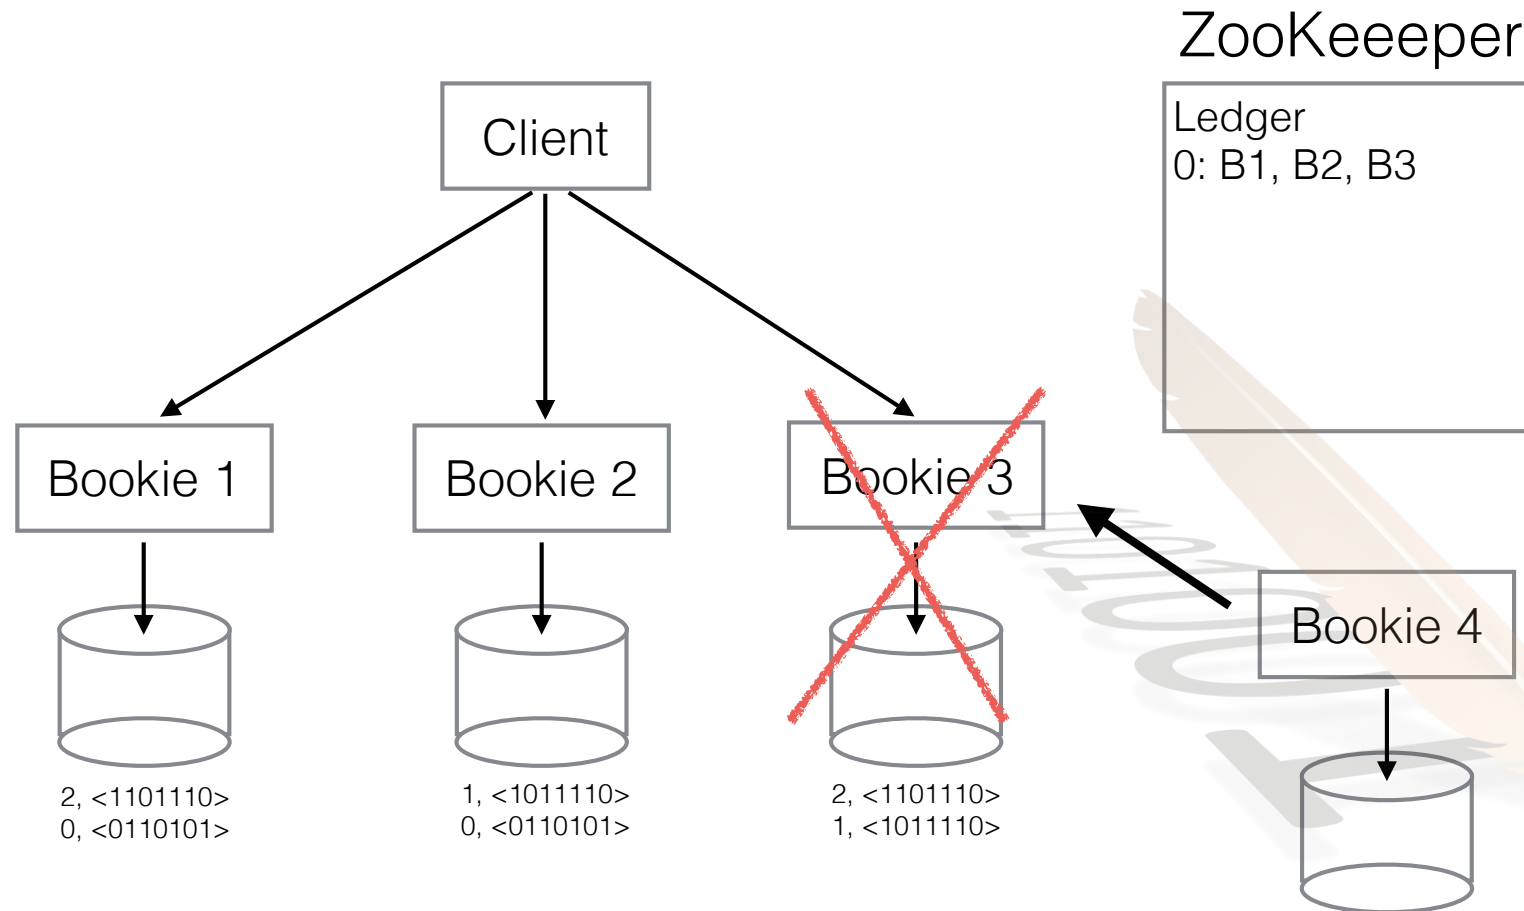 ZooKeeeper
Client
Ledger
0: B1, B2, B3
Bookie 1
Bookie 2
Bookie 3
Bookie 4
2, <1101110>
0, <0110101>
1, <1011110>
0, <0110101>
2, <1101110>
1, <1011110>